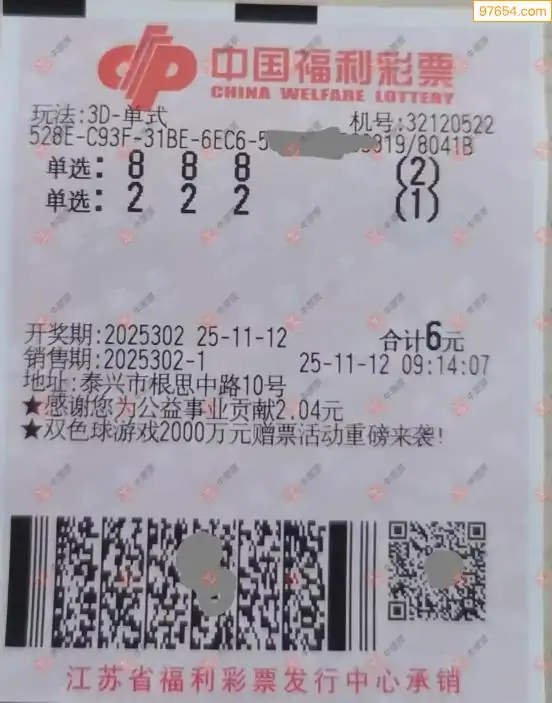 97654.com
中国福利彩票
CHINA WELFARE LOTTERY
玩法:3D-单式 机号:32120522
528E-C93F-31BE-6EC6-5 319/8041B
单选: 8 8 8 (2)
单选: 2 2 2 (1)
开奖期:2025302 25-11-12 合计6元
销售期:2025302-1 25-11-12 09:14:07
地址:泰兴市根思中路10号
★感谢您为公益事业贡献2.04元
★双色球游戏2000万元赠票活动重磅来袭!
江苏省福利彩票发行中心承销